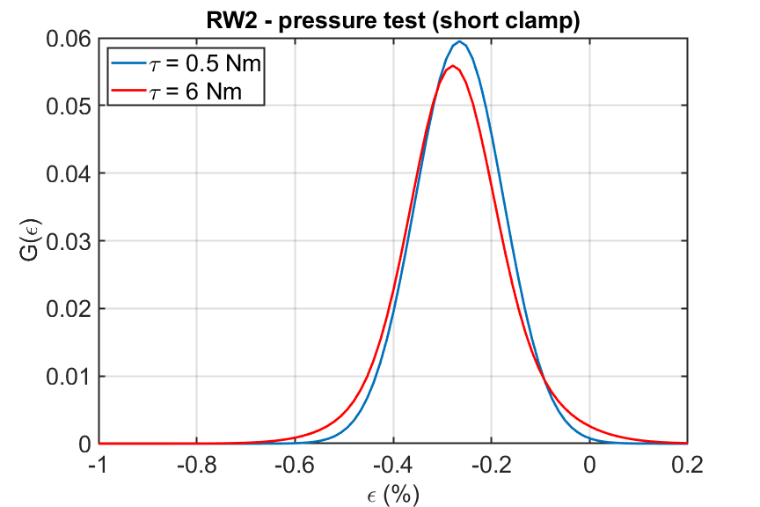 RW2 - pressure test (short clamp)
τ = 0.5 Nm
τ = 6 Nm
0.06
0.05
0.04
0.03
0.02
0.01
0
G(ϵ)
-1 -0.8 -0.6 -0.4 -0.2 0 0.2
ϵ (%)